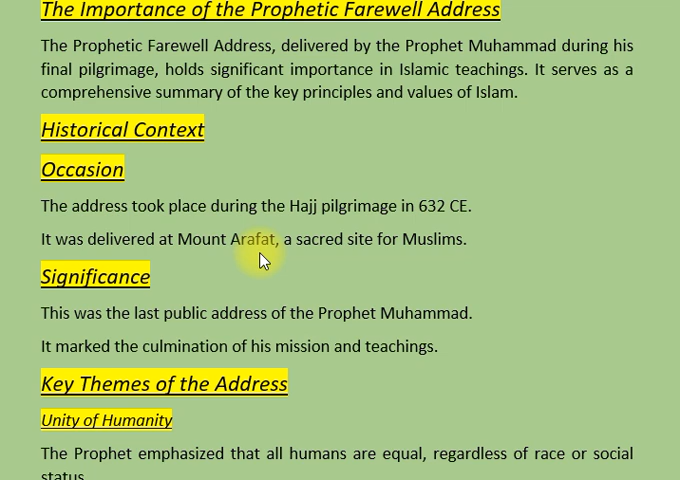 The Importance of the Prophetic Farewell Address
The Prophetic Farewell Address, delivered by the Prophet Muhammad during his
final pilgrimage, holds significant importance in Islamic teachings. It serves as a
comprehensive summary of the key principles and values of Islam.
Historical Context
Occasion
The address took place during the Hajj pilgrimage in 632 CE.
It was delivered at Mount Arafat, a sacred site for Muslims.
Significance
This was the last public address of the Prophet Muhammad.
It marked the culmination of his mission and teachings.
Key Themes of the Address
Unity of Humanity
The Prophet emphasized that all humans are equal, regardless of race or social
status.